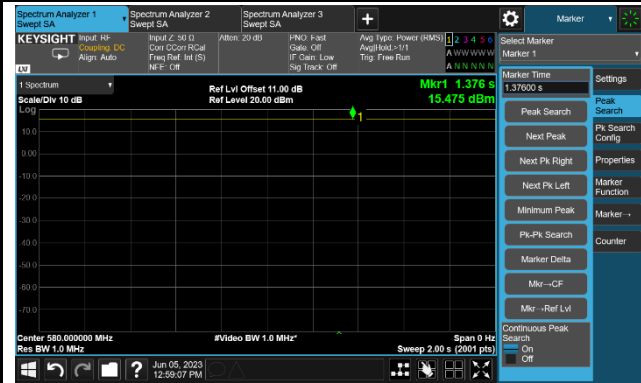 Spectrum Analyzer 1
Swept SA
Spectrum Analyzer 2
Swept SA
Spectrum Analyzer 3
Swept SA
+
Marker
KEYSIGHT
Input: RF
Coupling: DC
Align: Auto
Input Z: 50 Ω
Corr CCorr RCal
Freq Ref: Int (S)
NFE: Off
Atten: 20 dB
PNO: Fast
Gate: Off
IF Gain: Low
Sig Track: Off
Avg Type: Power (RMS)
Avg|Hold:>1/1
Trig: Free Run
1 2 3 4 5 6
A W W W W W
A N N N N N
LXI
Select Marker
Marker 1
1 Spectrum
Scale/Div 10 dB
Log
Ref Lvl Offset 11.00 dB
Ref Level 20.00 dBm
Mkr1 1.376 s
15.475 dBm
1
10.0
0.00
-10.0
-20.0
-30.0
-40.0
-50.0
-60.0
-70.0
Center 580.000000 MHz
Res BW 1.0 MHz
#Video BW 1.0 MHz*
Span 0 Hz
Sweep 2.00 s (2001 pts)
Marker Time
1.37600 s
Peak Search
Next Peak
Next Pk Right
Next Pk Left
Minimum Peak
Pk-Pk Search
Marker Delta
Mkr→CF
Mkr→Ref Lvl
Continuous Peak
Search
On
Off
Settings
Peak
Search
Pk Search
Config
Properties
Marker
Function
Marker→
Counter
?
Jun 05, 2023
12:59:07 PM